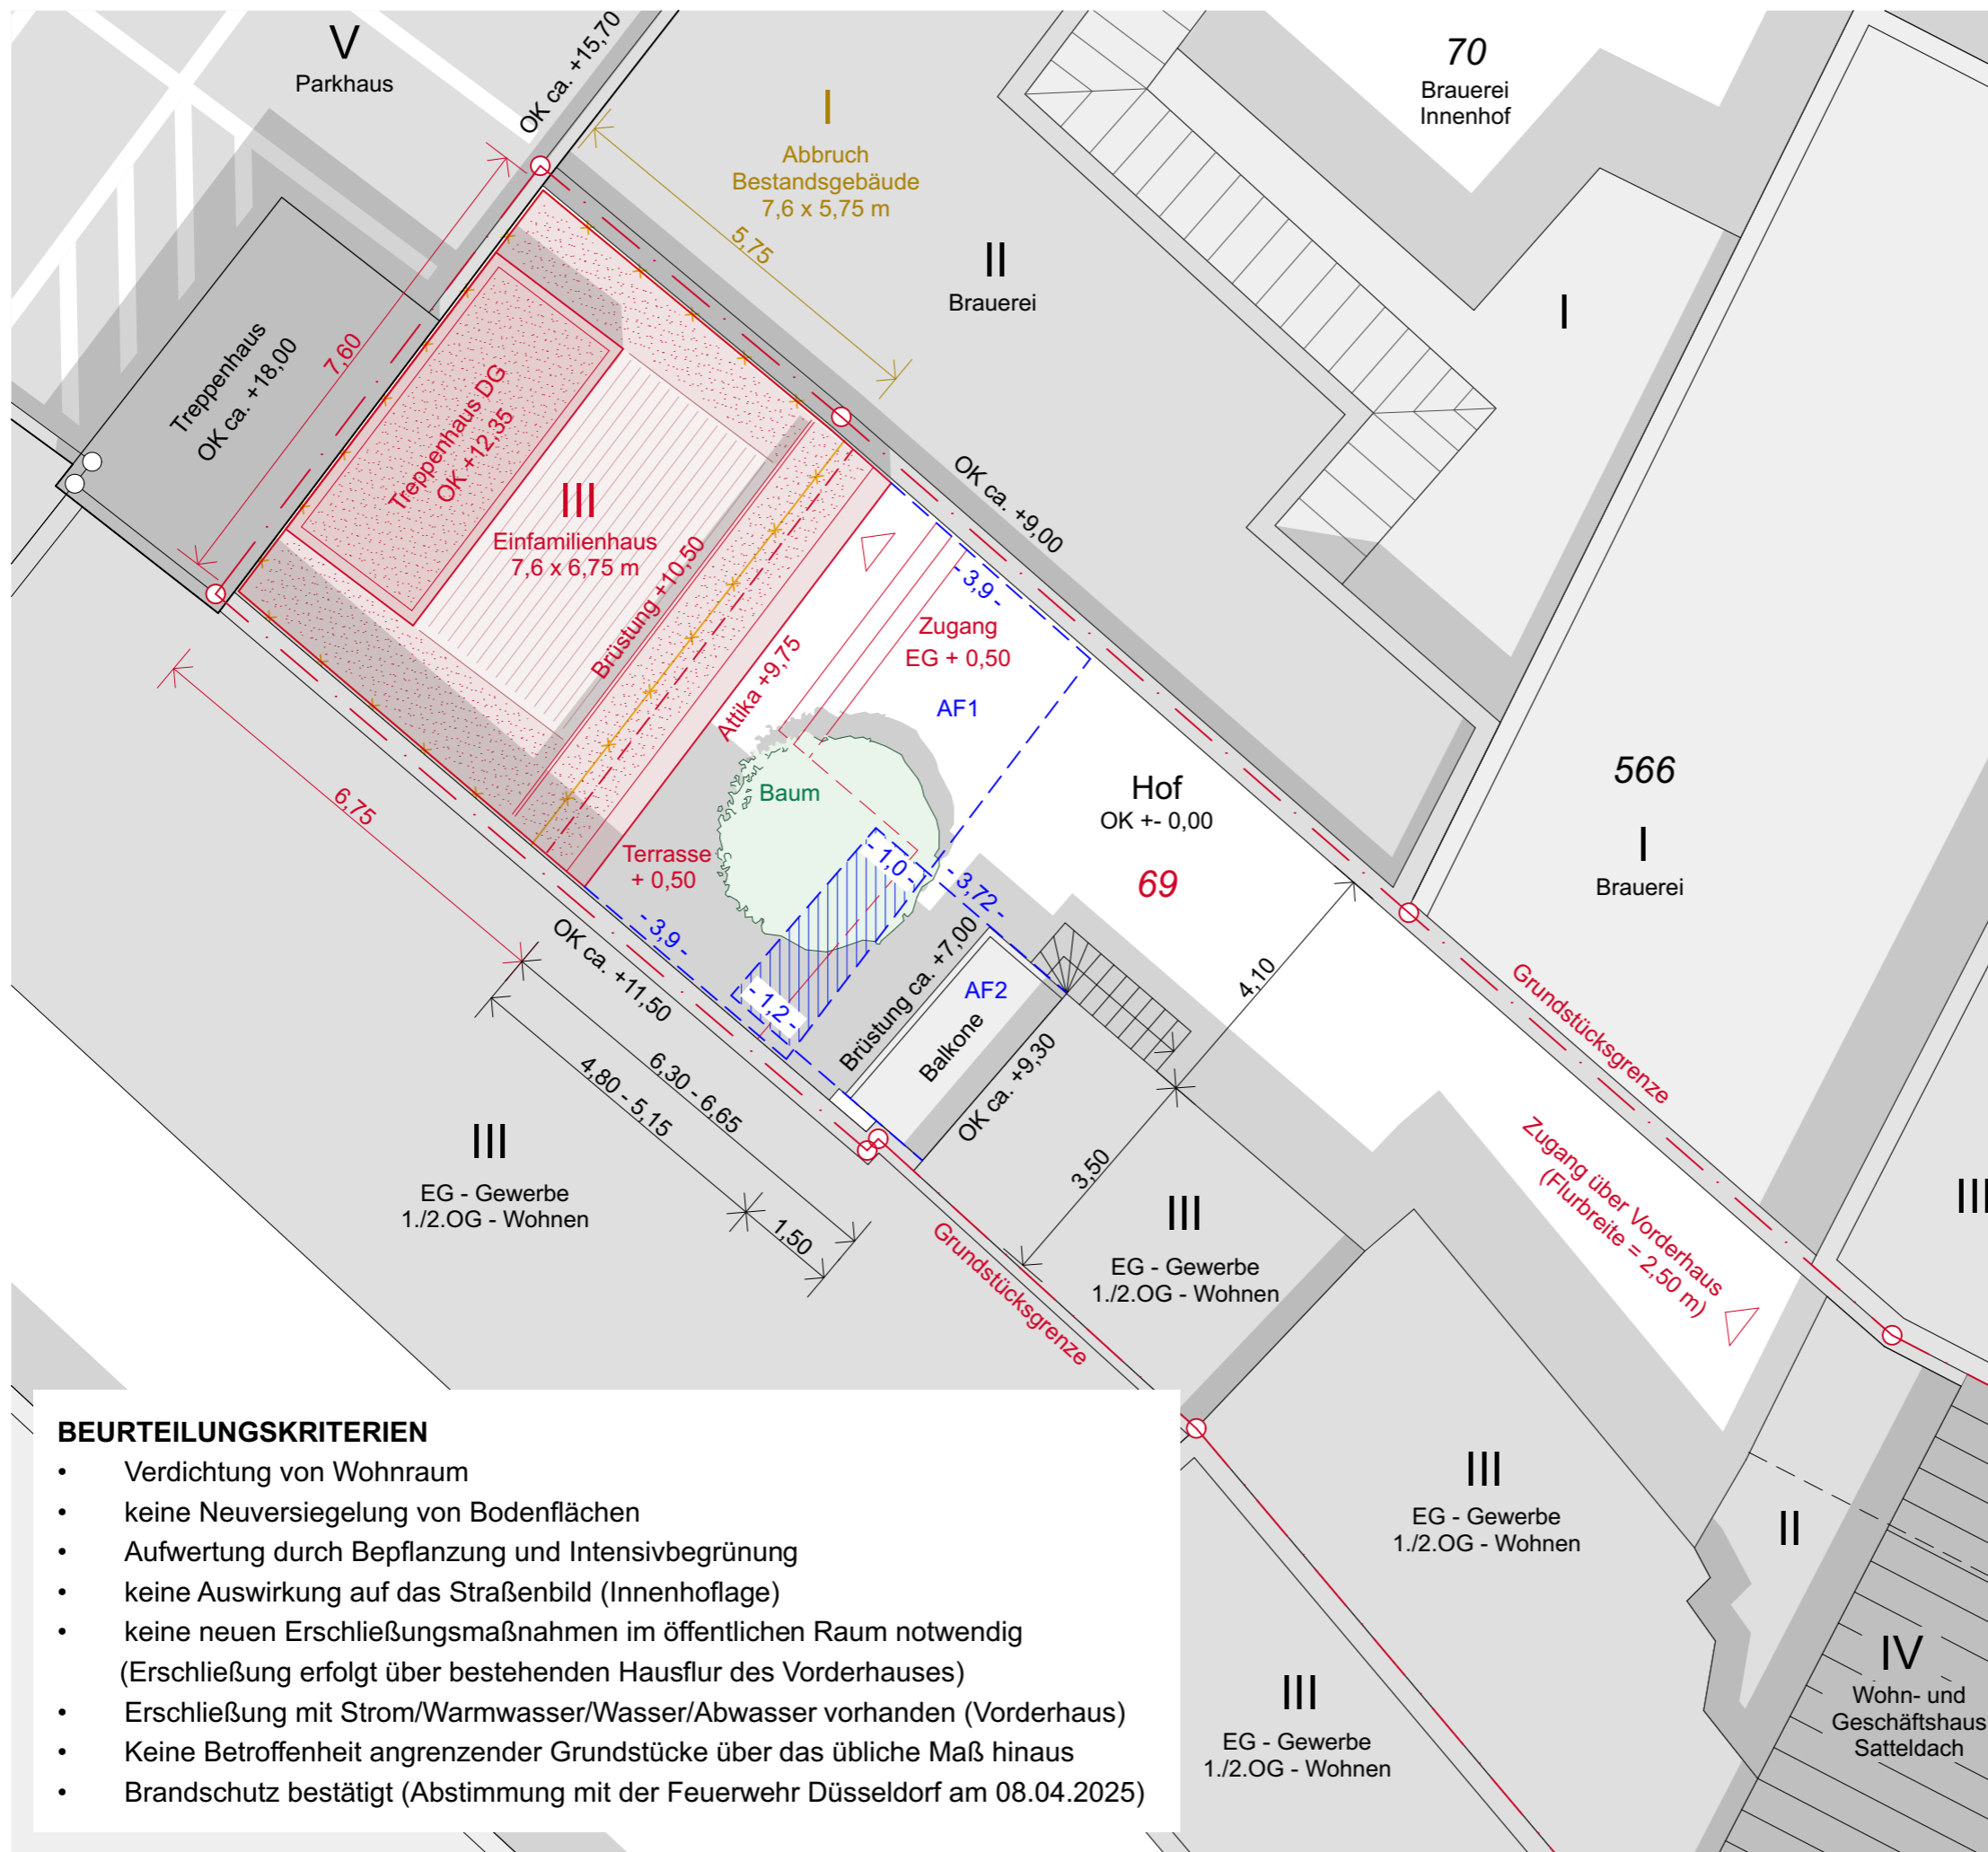 V
Parkhaus
OK ca. +15,70
I
Abbruch
Bestandsgebäude
7,6 x 5,75 m
5,75
70
Brauerei
Innenhof
II
Brauerei
I
Treppenhaus
OK ca. +18,00
7,60
Treppenhaus DG
OK +12,35
III
Einfamilienhaus
7,6 x 6,75 m
Brüstung +10,50
Attika +9,75
OK ca. +9,00
- 3,9 -
Zugang
EG + 0,50
AF1
Baum
Hof
OK +- 0,00
69
566
I
Brauerei
6,75
Terrasse
+ 0,50
- 1,0 -
- 3,72 -
- 3,9 -
- 1,2 -
OK ca. +11,50
Brüstung ca. +7,00
AF2
Balkone
OK ca. +9,30
4,10
Grundstücksgrenze
6,30 - 6,65
4,80 - 5,15
1,50
3,50
III
EG - Gewerbe
1./2.OG - Wohnen
Grundstücksgrenze
III
EG - Gewerbe
1./2.OG - Wohnen
Zugang über Vorderhaus
(Flurbreite = 2,50 m)
III
III
EG - Gewerbe
1./2.OG - Wohnen
II
IV
Wohn- und
Geschäftshaus
Satteldach
III
EG - Gewerbe
1./2.OG - Wohnen
BEURTEILUNGSKRITERIEN
• Verdichtung von Wohnraum
• keine Neuversiegelung von Bodenflächen
• Aufwertung durch Bepflanzung und Intensivbegrünung
• keine Auswirkung auf das Straßenbild (Innenhoflage)
• keine neuen Erschließungsmaßnahmen im öffentlichen Raum notwendig
(Erschließung erfolgt über bestehenden Hausflur des Vorderhauses)
• Erschließung mit Strom/Warmwasser/Wasser/Abwasser vorhanden (Vorderhaus)
• Keine Betroffenheit angrenzender Grundstücke über das übliche Maß hinaus
• Brandschutz bestätigt (Abstimmung mit der Feuerwehr Düsseldorf am 08.04.2025)